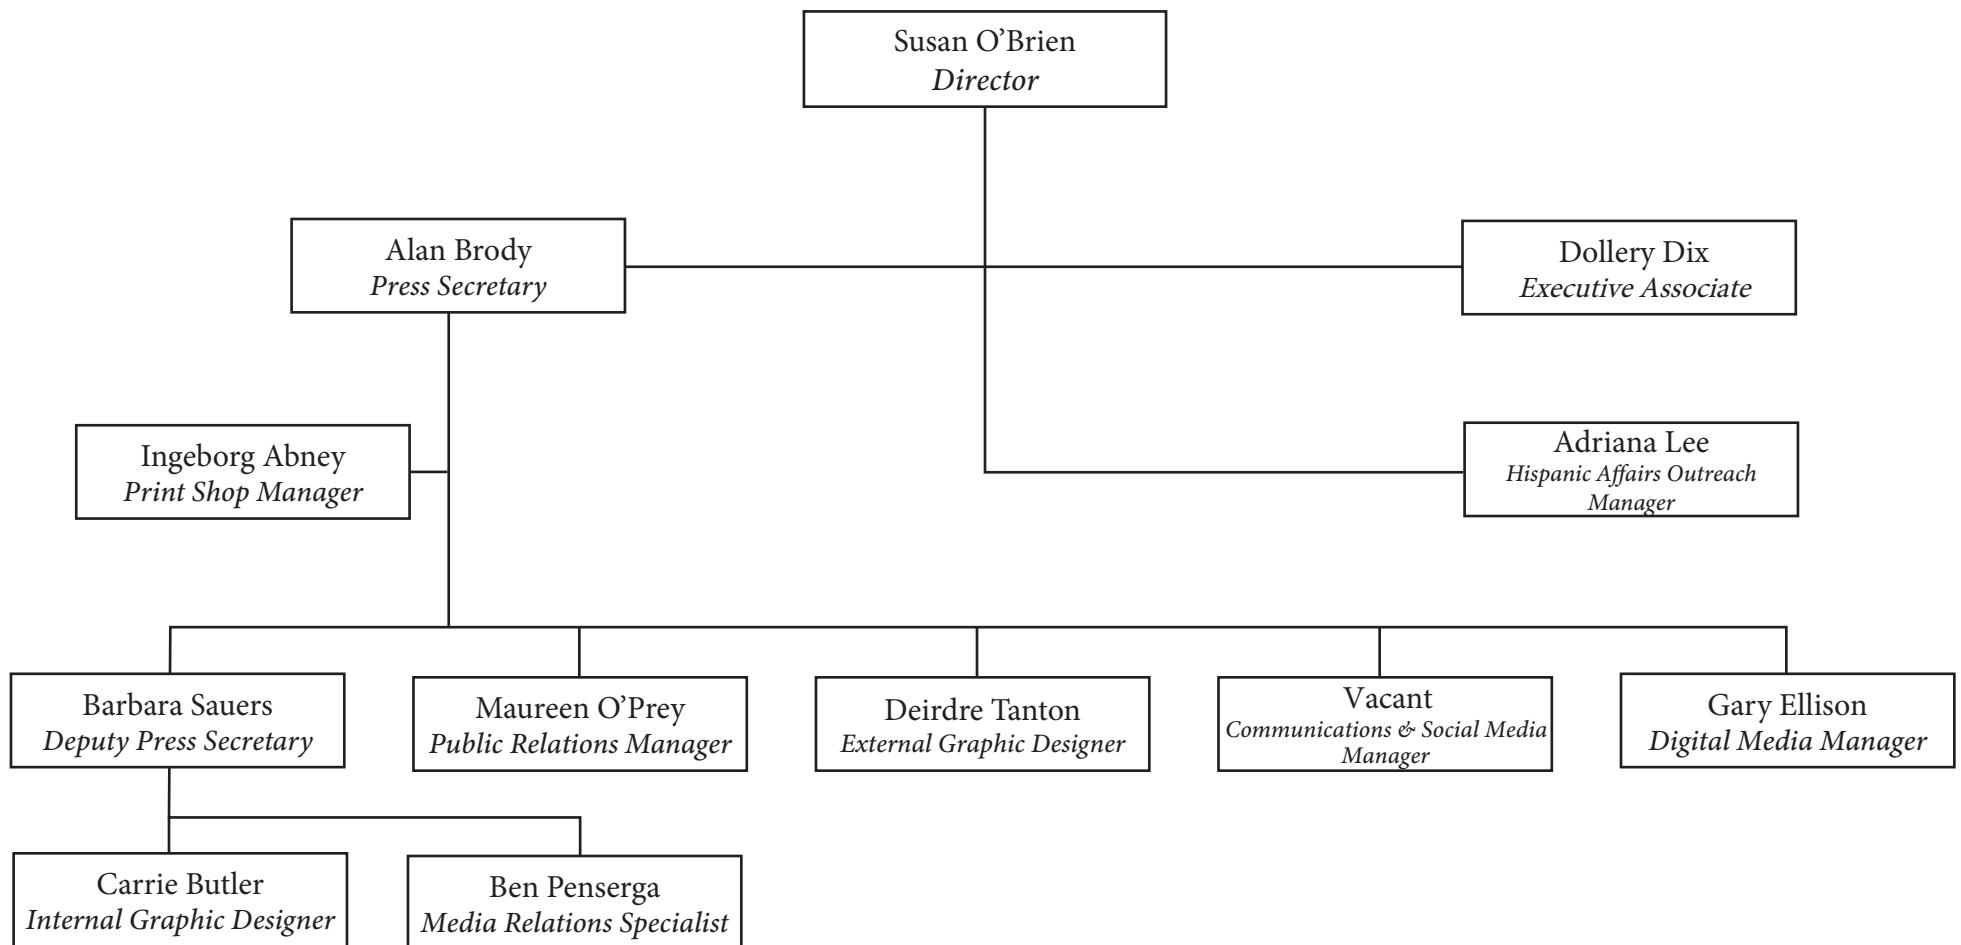 Susan O’Brien
Director
Alan Brody
Press Secretary
Dollery Dix
Executive Associate
Ingeborg Abney
Print Shop Manager
Adriana Lee
Hispanic Affairs Outreach
Manager
Barbara Sauers
Deputy Press Secretary
Maureen O’Prey
Public Relations Manager
Deirdre Tanton
External Graphic Designer
Vacant
Communications & Social Media
Manager
Gary Ellison
Digital Media Manager
Carrie Butler
Internal Graphic Designer
Ben Penserga
Media Relations Specialist